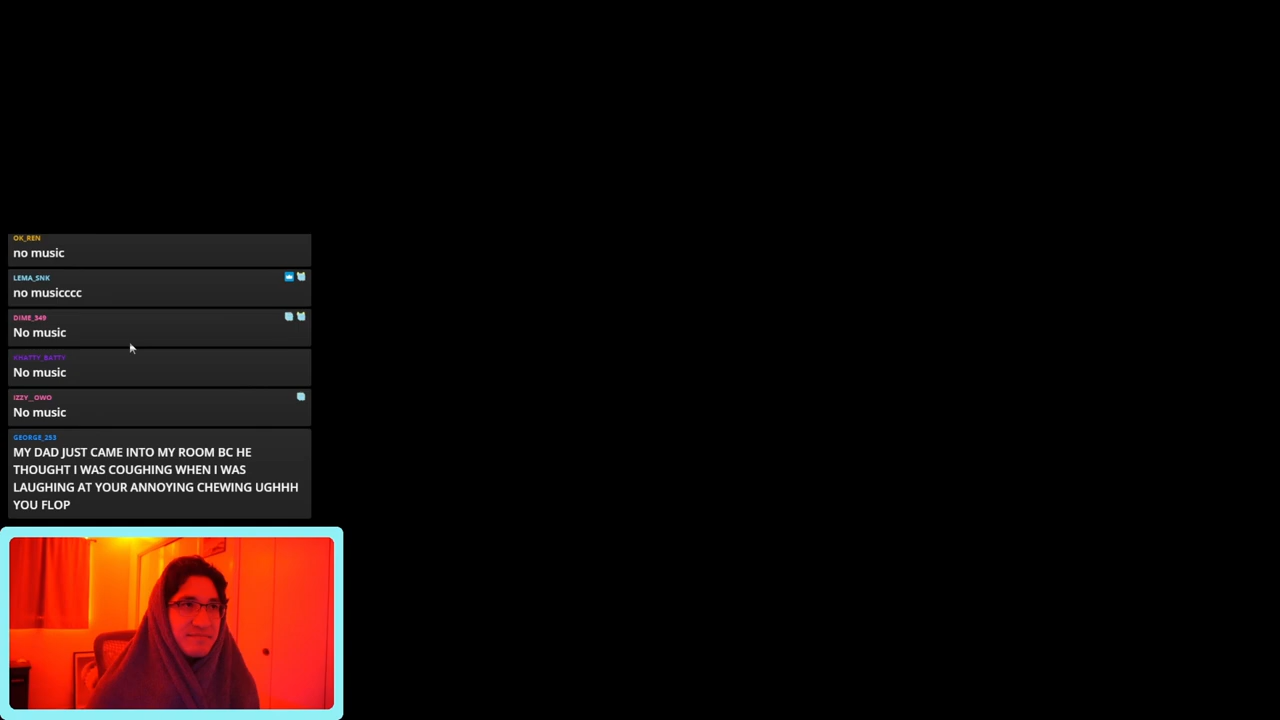 OK_REN
no music
LEMA_SNK
no musicccc
DIME_349
No music
KHATTY_BATTY
No music
IZZY__OWO
No music
GEORGE_253
MY DAD JUST CAME INTO MY ROOM BC HE
THOUGHT I WAS COUGHING WHEN I WAS
LAUGHING AT YOUR ANNOYING CHEWING UGHHH
YOU FLOP